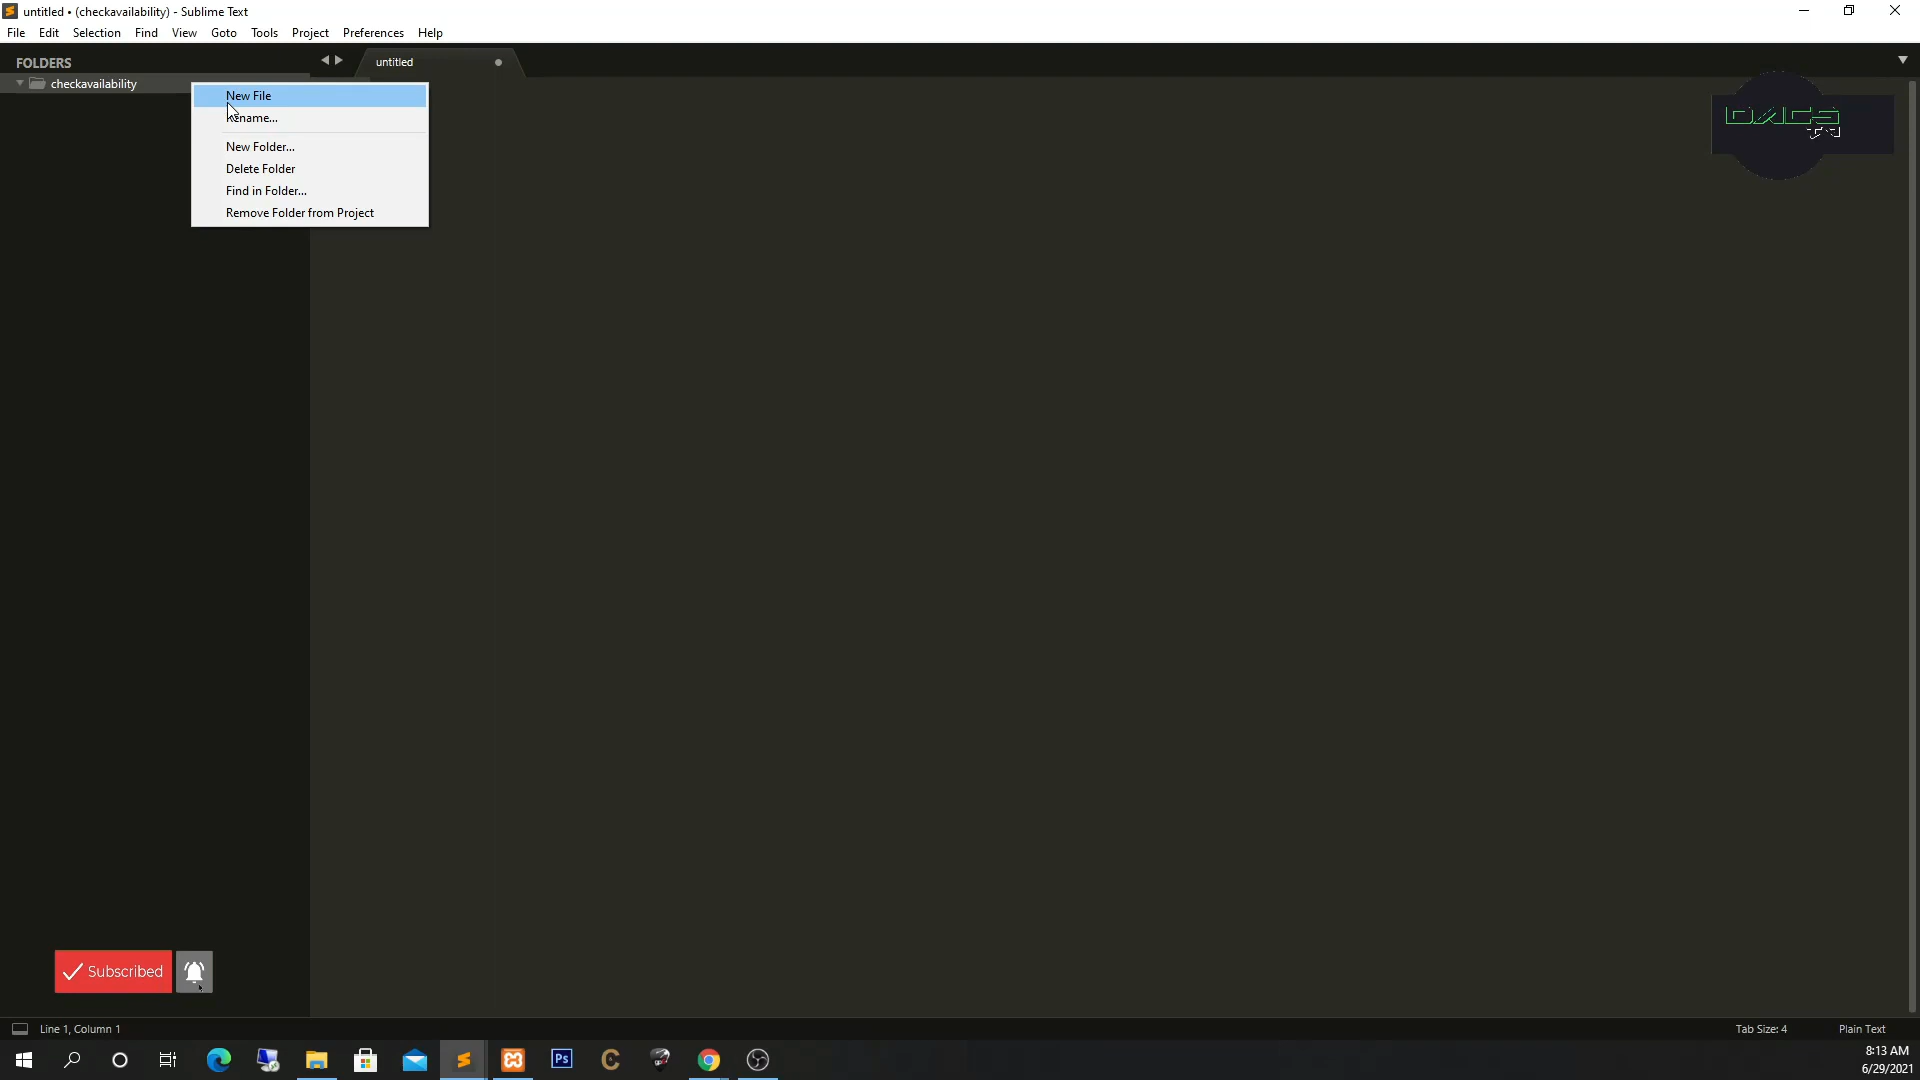 untitled • (checkavailability) - Sublime Text
File Edit Selection Find View Goto Tools Project Preferences Help
FOLDERS
untitled
checkavailability
New File
Rename...
New Folder...
Delete Folder
Find in Folder...
Remove Folder from Project
Subscribed
Line 1, Column 1
Tab Size: 4
Plain Text
Ps
8:13 AM
6/29/2021